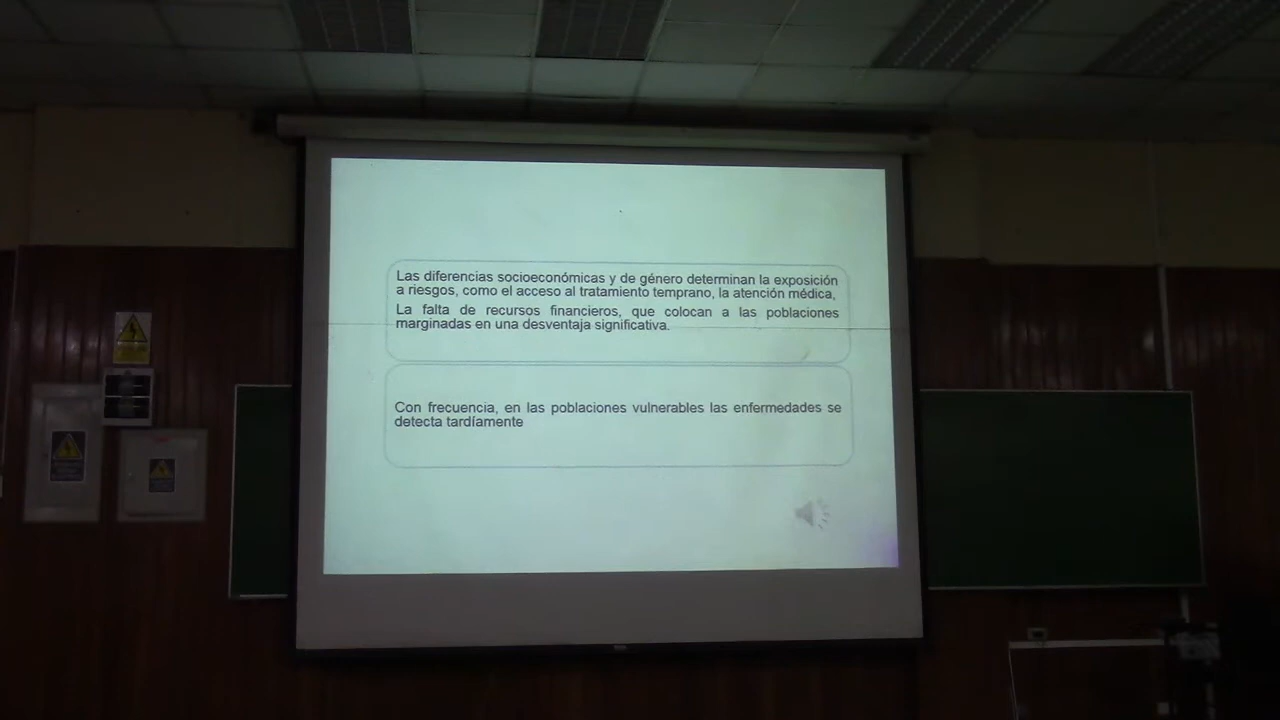 Las diferencias socioeconómicas y de género determinan la exposición
a riesgos, como el acceso al tratamiento temprano, la atención médica,
La falta de recursos financieros, que colocan a las poblaciones
marginadas en una desventaja significativa.
Con frecuencia, en las poblaciones vulnerables las enfermedades se
detecta tardíamente